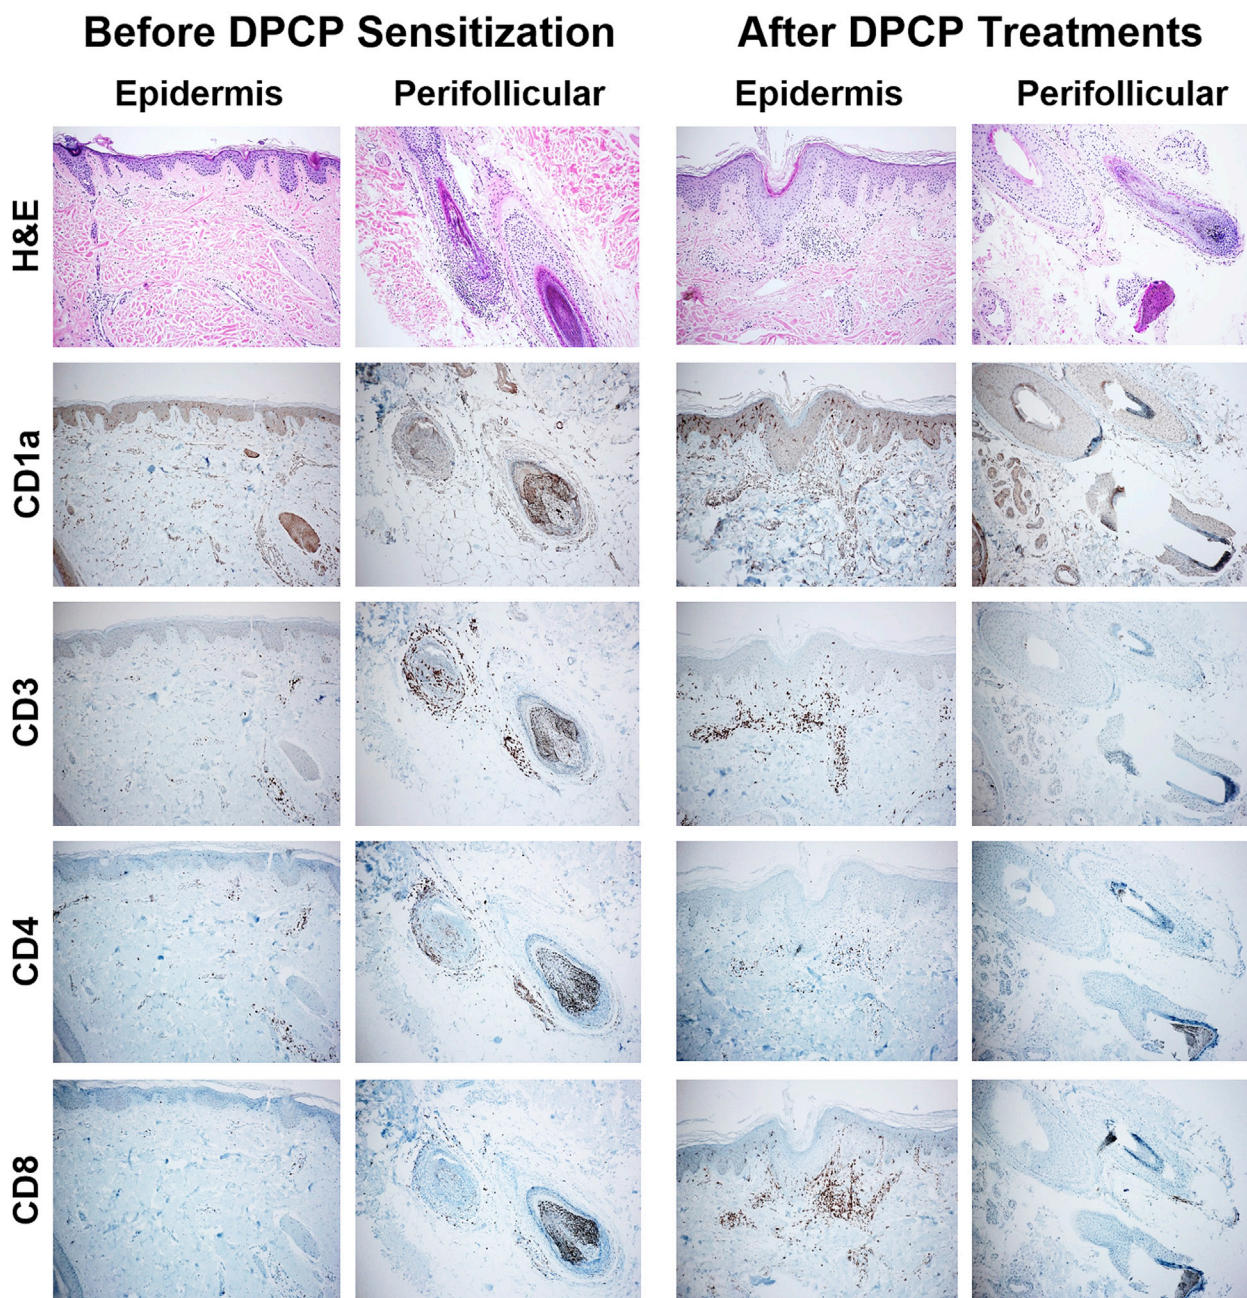 Before DPCP Sensitization
After DPCP Treatments
Epidermis
Perifollicular
Epidermis
Perifollicular
H&E
CD1a
CD3
CD4
CD8